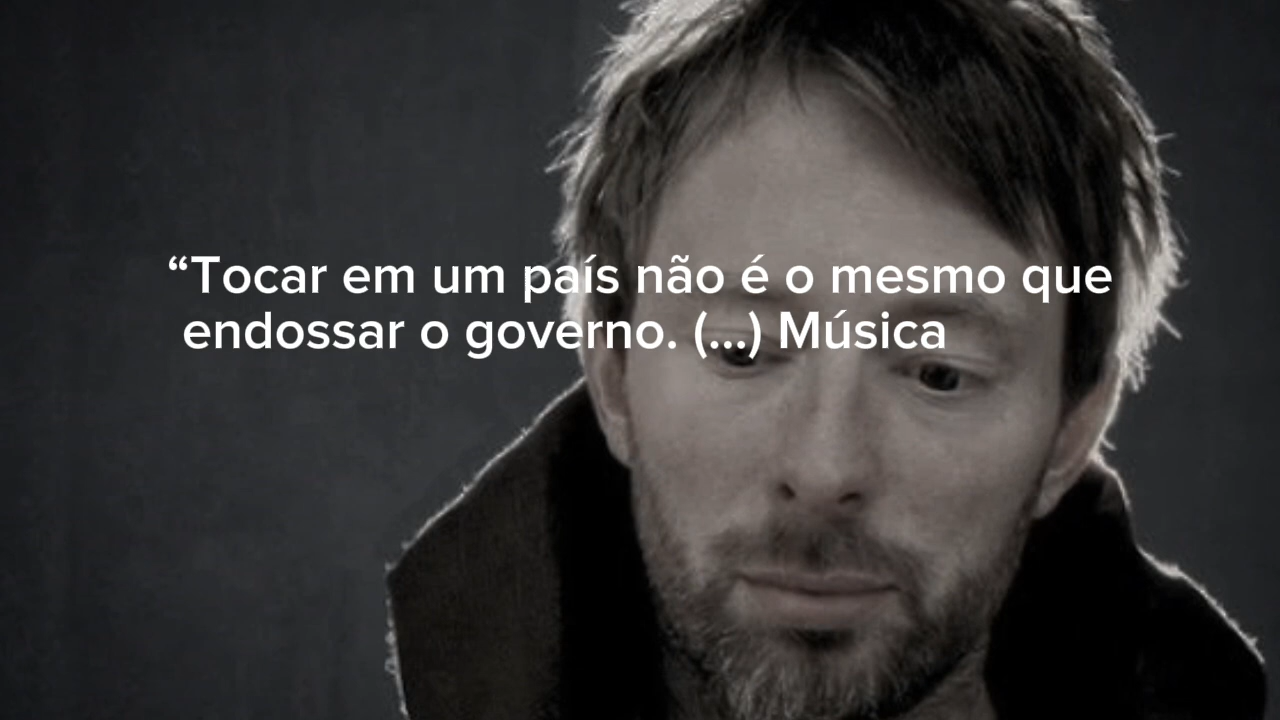 “Tocar em um país não é o mesmo que
endossar o governo. (...) Música